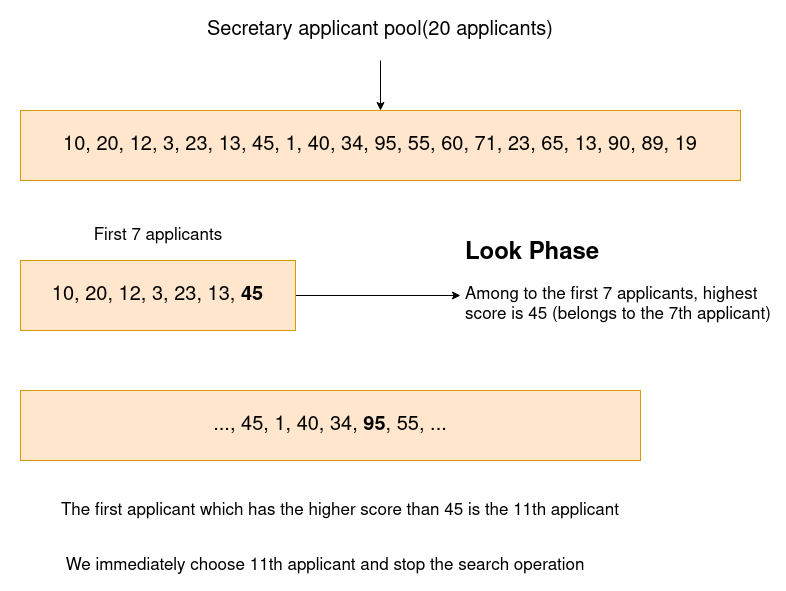 Secretary applicant pool(20 applicants)
10, 20, 12, 3, 23, 13, 45, 1, 40, 34, 95, 55, 60, 71, 23, 65, 13, 90, 89, 19
First 7 applicants
10, 20, 12, 3, 23, 13, 45
Look Phase
Among to the first 7 applicants, highest
score is 45 (belongs to the 7th applicant)
..., 45, 1, 40, 34, 95, 55, ...
The first applicant which has the higher score than 45 is the 11th applicant
We immediately choose 11th applicant and stop the search operation